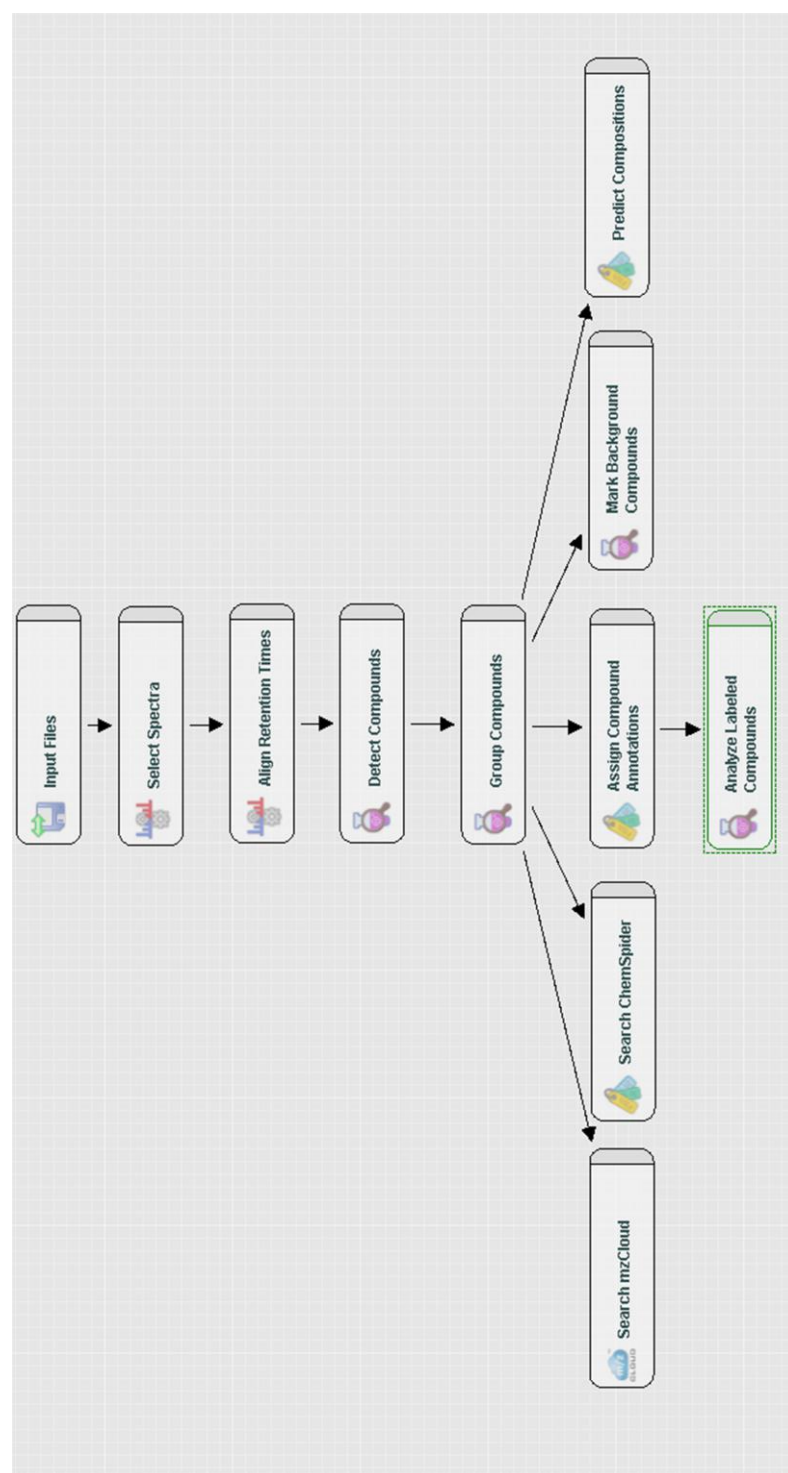 Input Files
Select Spectra
Align Retention Times
Detect Compounds
Group Compounds
Search mzCloud
Search ChemSpider
Assign Compound
Annotations
Mark Background
Compounds
Predict Compositions
Analyze Labeled
Compounds